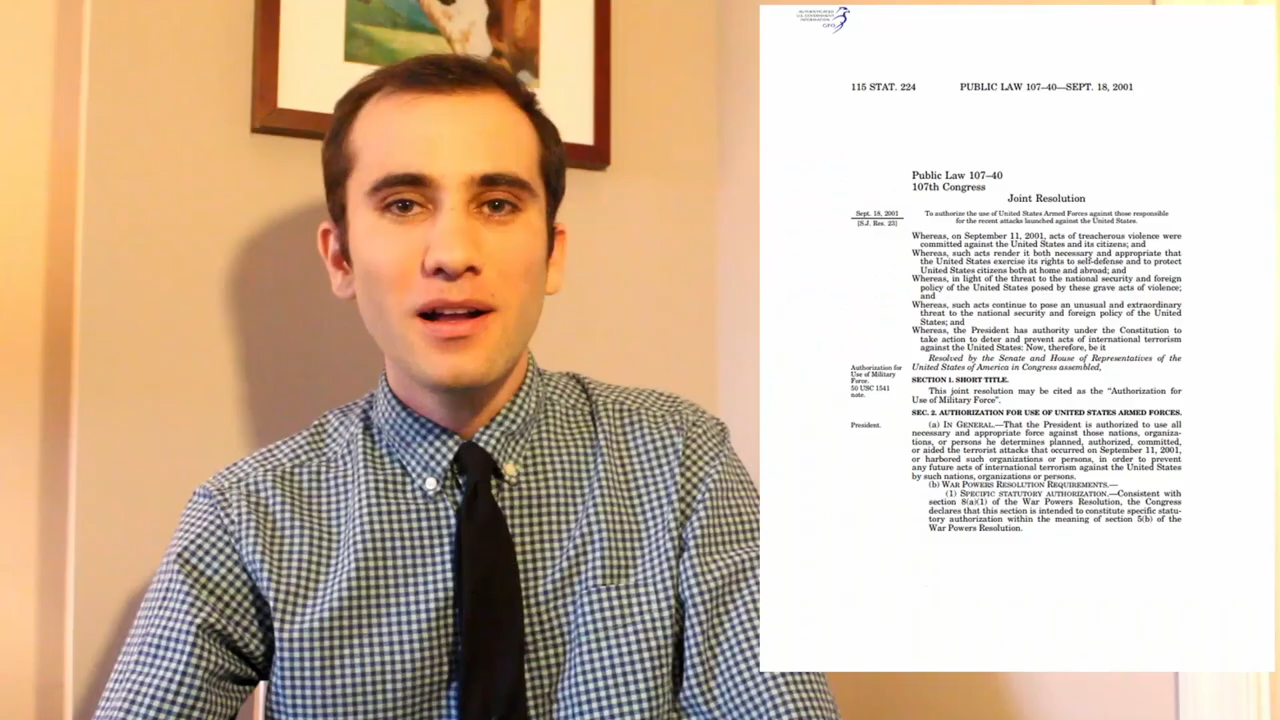 AUTHENTICATED
U.S. GOVERNMENT
INFORMATION
GPO
115 STAT. 224 PUBLIC LAW 107–40—SEPT. 18, 2001
Public Law 107–40
107th Congress
Joint Resolution
Sept. 18, 2001
[S.J. Res. 23]
To authorize the use of United States Armed Forces against those responsible
for the recent attacks launched against the United States.
Whereas, on September 11, 2001, acts of treacherous violence were
committed against the United States and its citizens; and
Whereas, such acts render it both necessary and appropriate that
the United States exercise its rights to self-defense and to protect
United States citizens both at home and abroad; and
Whereas, in light of the threat to the national security and foreign
policy of the United States posed by these grave acts of violence;
and
Whereas, such acts continue to pose an unusual and extraordinary
threat to the national security and foreign policy of the United
States; and
Whereas, the President has authority under the Constitution to
take action to deter and prevent acts of international terrorism
against the United States: Now, therefore, be it
Resolved by the Senate and House of Representatives of the
United States of America in Congress assembled,
Authorization for
Use of Military
Force.
50 USC 1541
note.
SECTION 1. SHORT TITLE.
This joint resolution may be cited as the "Authorization for
Use of Military Force".
SEC. 2. AUTHORIZATION FOR USE OF UNITED STATES ARMED FORCES.
President.
(a) IN GENERAL.—That the President is authorized to use all
necessary and appropriate force against those nations, organiza-
tions, or persons he determines planned, authorized, committed,
or aided the terrorist attacks that occurred on September 11, 2001,
or harbored such organizations or persons, in order to prevent
any future acts of international terrorism against the United States
by such nations, organizations or persons.
(b) WAR POWERS RESOLUTION REQUIREMENTS.—
(1) SPECIFIC STATUTORY AUTHORIZATION.—Consistent with
section 8(a)(1) of the War Powers Resolution, the Congress
declares that this section is intended to constitute specific statu-
tory authorization within the meaning of section 5(b) of the
War Powers Resolution.